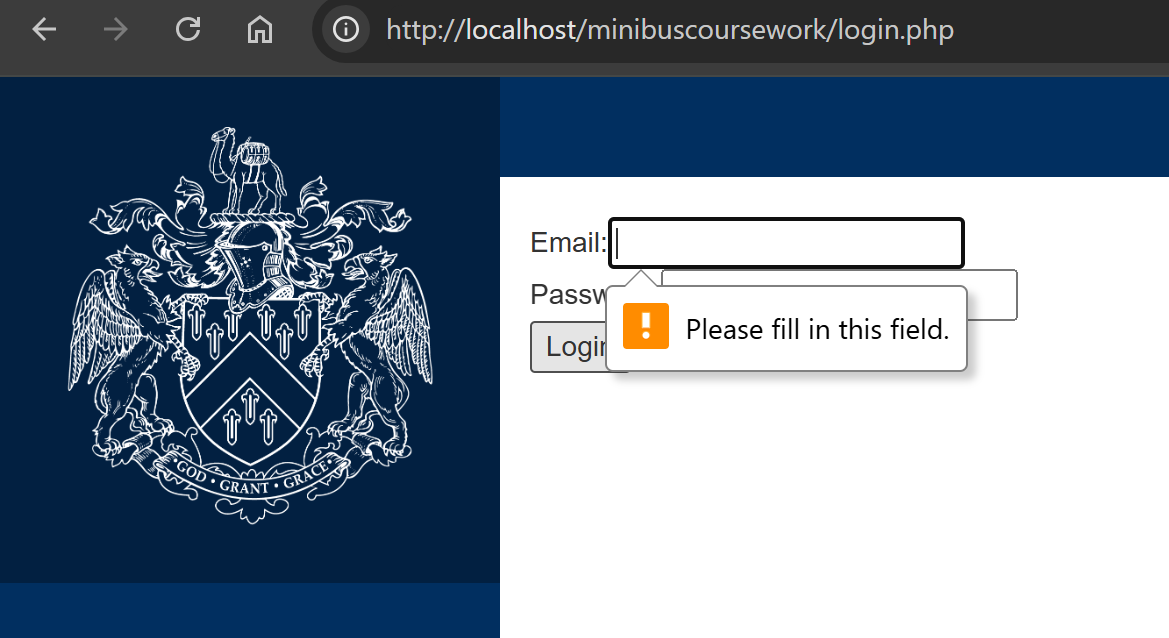 http://localhost/minibuscoursework/login.php
GOD • GRANT • GRACE
Email:
Passw
Login
Please fill in this field.